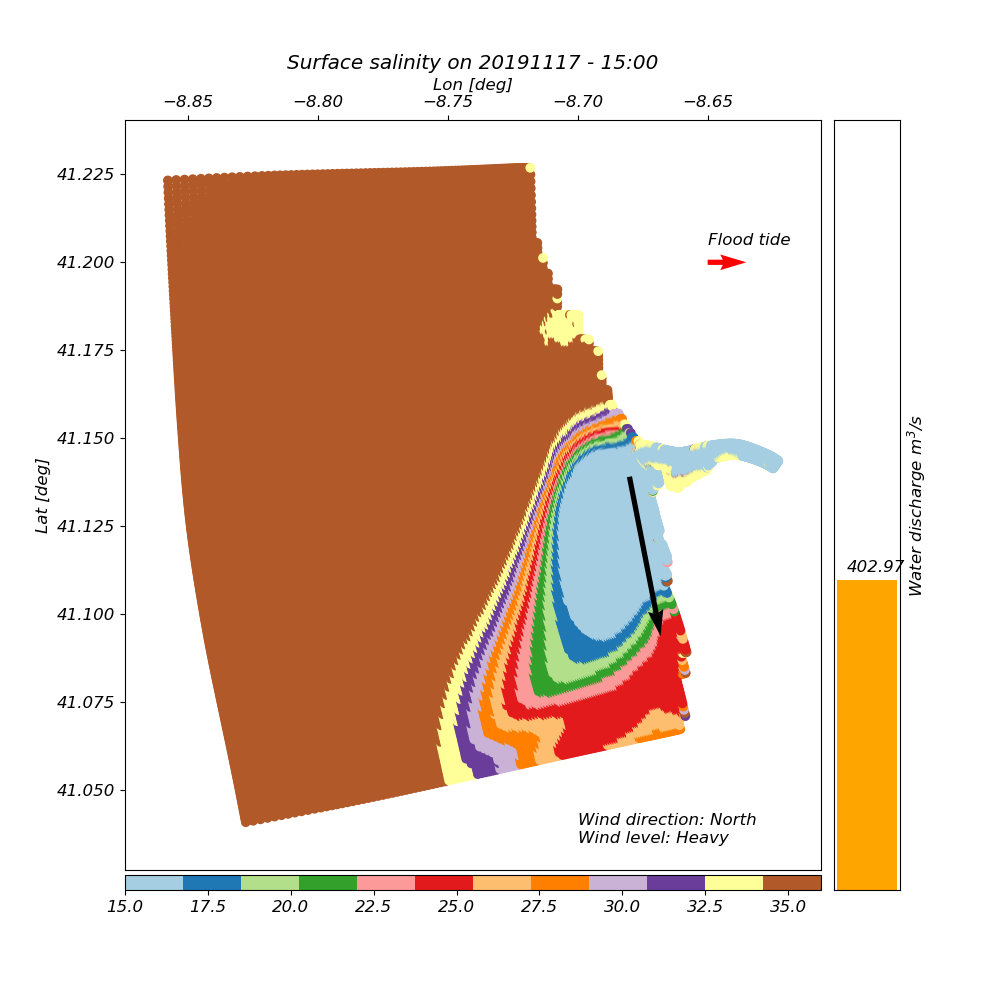 Surface salinity on 20191117 - 15:00
Lon [deg]
−8.85 −8.80 −8.75 −8.70 −8.65
41.225
41.200
41.175
41.150
41.125
41.100
41.075
41.050
Lat [deg]
Flood tide
Wind direction: North
Wind level: Heavy
15.0 17.5 20.0 22.5 25.0 27.5 30.0 32.5 35.0
402.97
Water discharge m³/s